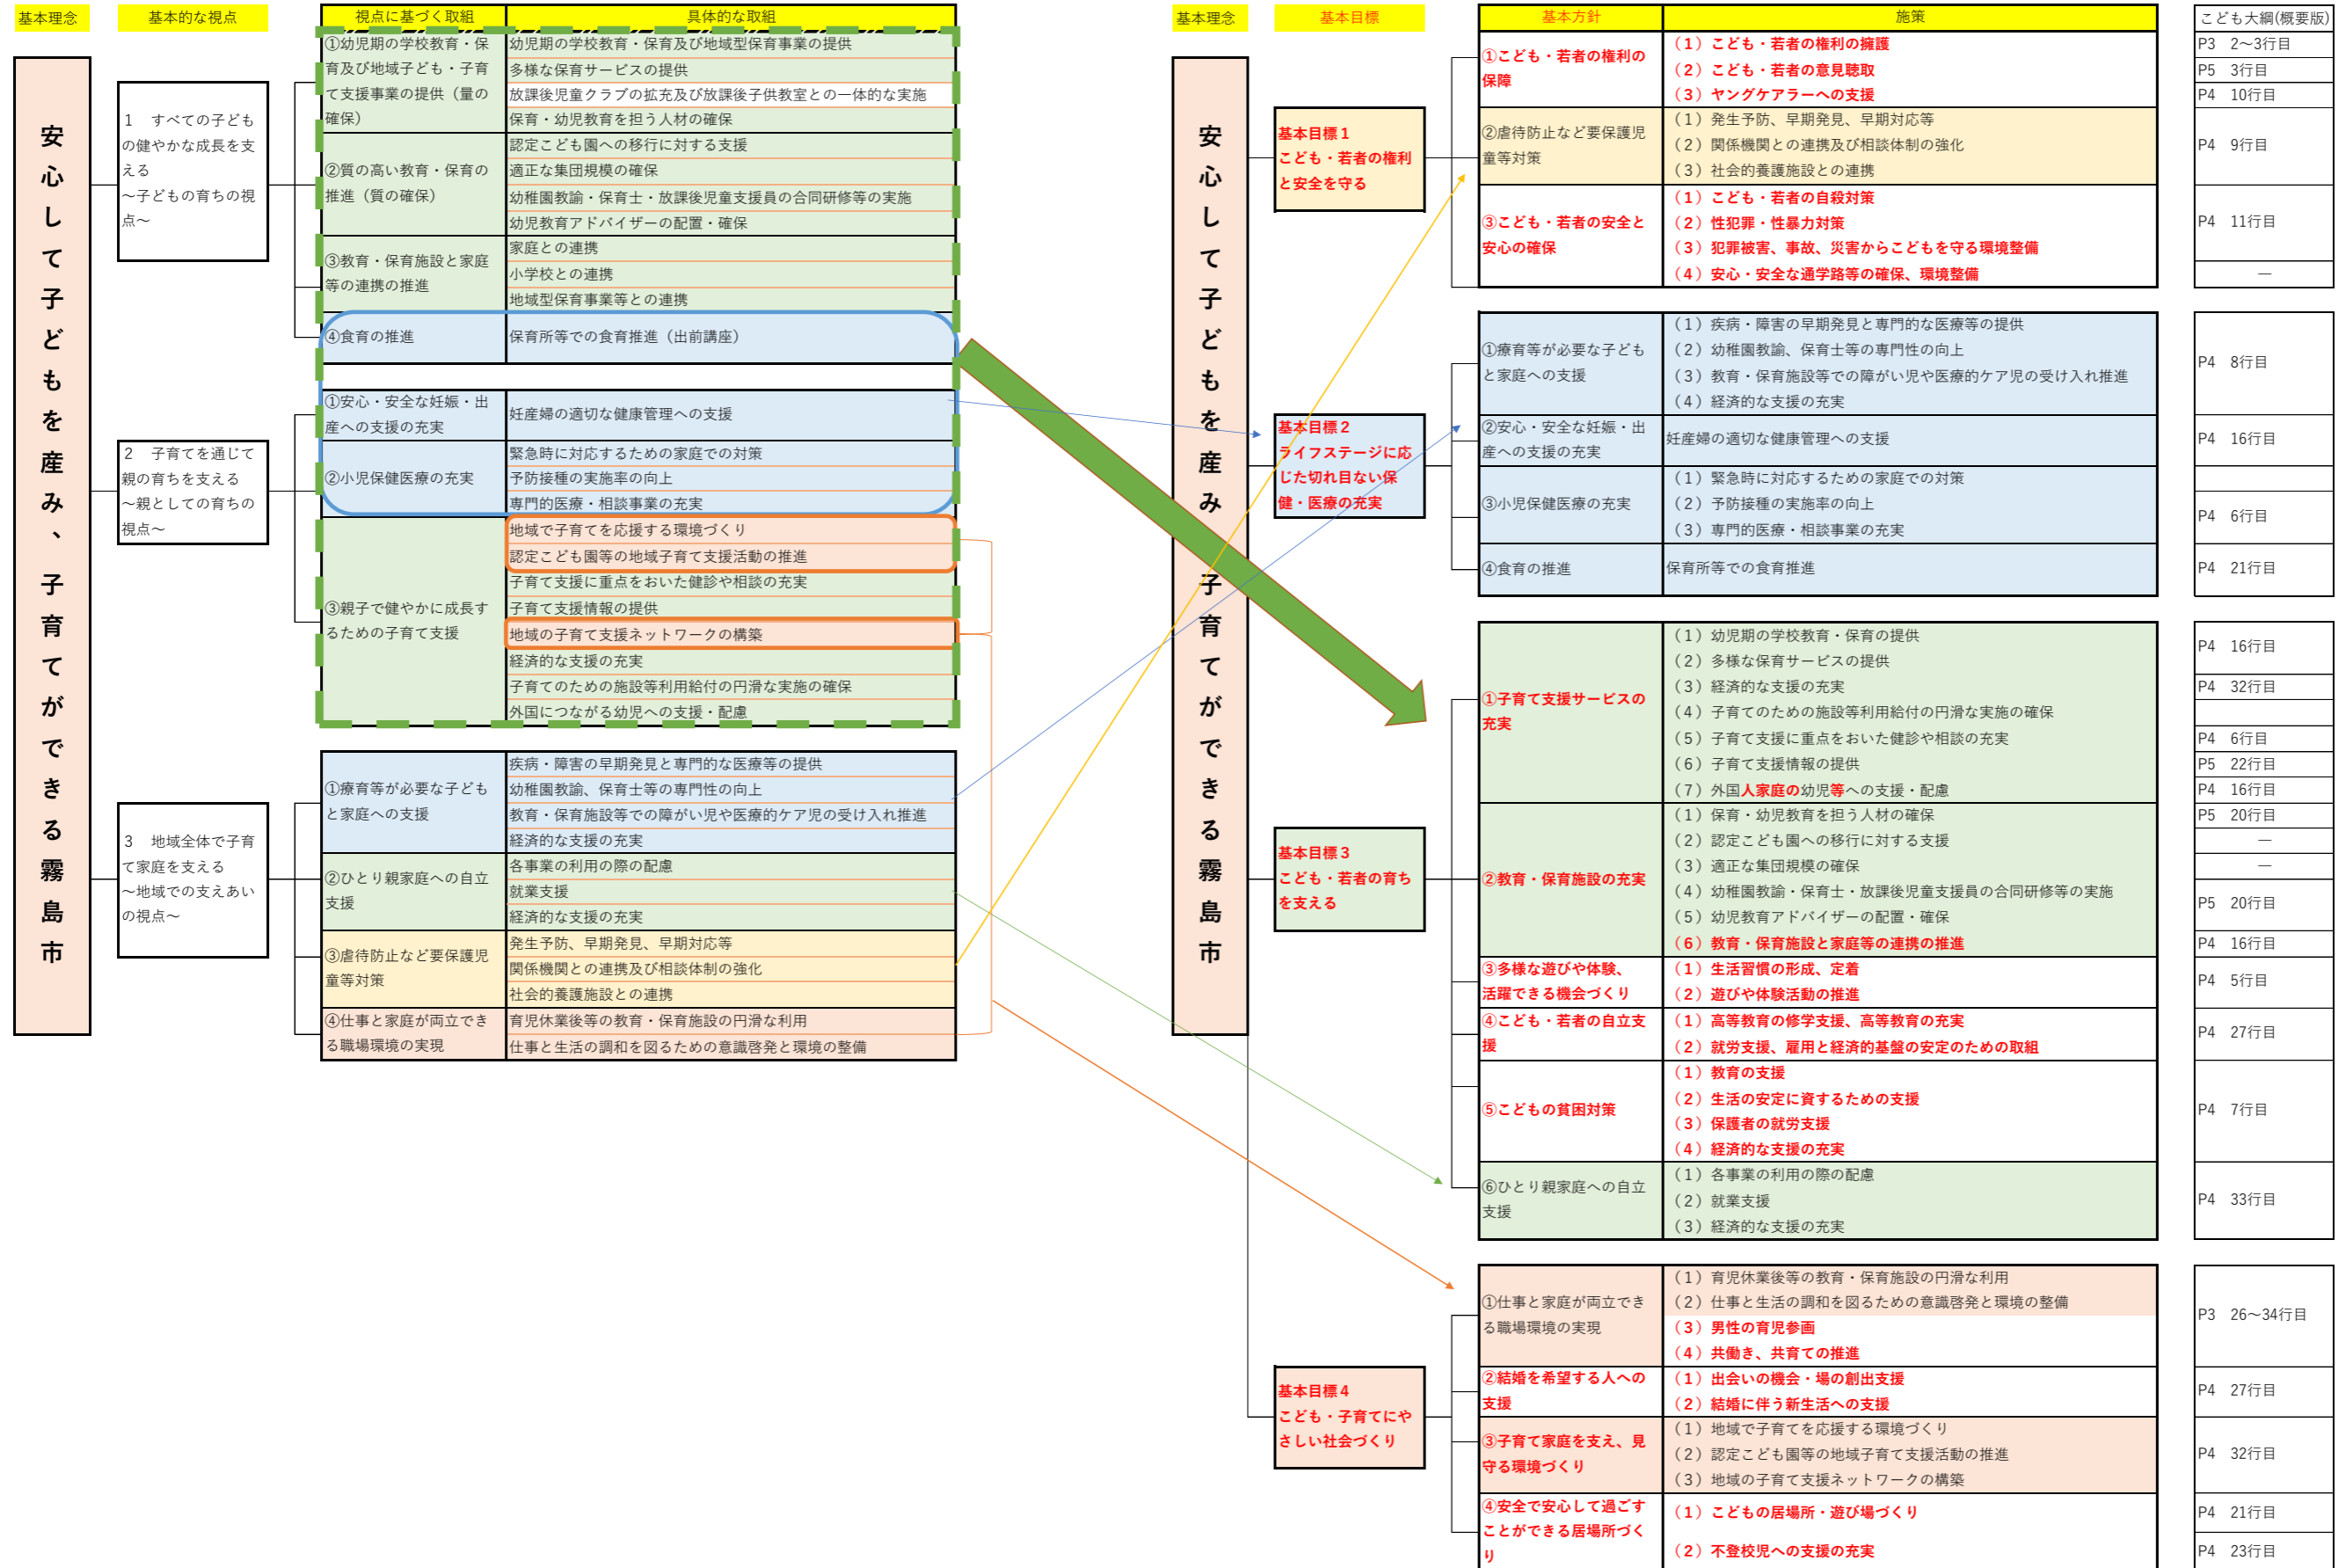 基本理念
基本的な視点
視点に基づく取組
具体的な取組
安心して子どもを産み、子育てができる霧島市
1 すべての子ども
の健やかな成長を支
える
～子どもの育ちの視
点～
①幼児期の学校教育・保
育及び地域子ども・子育
て支援事業の提供（量の
確保）
幼児期の学校教育・保育及び地域型保育事業の提供
多様な保育サービスの提供
放課後児童クラブの拡充及び放課後子供教室との一体的な実施
保育・幼児教育を担う人材の確保
②質の高い教育・保育の
推進（質の確保）
認定こども園への移行に対する支援
適正な集団規模の確保
幼稚園教諭・保育士・放課後児童支援員の合同研修等の実施
幼児教育アドバイザーの配置・確保
③教育・保育施設と家庭
等の連携の推進
家庭との連携
小学校との連携
地域型保育事業等との連携
④食育の推進
保育所等での食育推進（出前講座）
2 子育てを通じて
親の育ちを支える
～親としての育ちの
視点～
①安心・安全な妊娠・出
産への支援の充実
妊産婦の適切な健康管理への支援
②小児保健医療の充実
緊急時に対応するための家庭での対策
予防接種の実施率の向上
専門的医療・相談事業の充実
③親子で健やかに成長す
るための子育て支援
地域で子育てを応援する環境づくり
認定こども園等の地域子育て支援活動の推進
子育て支援に重点をおいた健診や相談の充実
子育て支援情報の提供
地域の子育て支援ネットワークの構築
経済的な支援の充実
子育てのための施設等利用給付の円滑な実施の確保
外国につながる幼児への支援・配慮
3 地域全体で子育
て家庭を支える
～地域での支えあい
の視点～
①療育等が必要な子ども
と家庭への支援
疾病・障害の早期発見と専門的な医療等の提供
幼稚園教諭、保育士等の専門性の向上
教育・保育施設等での障がい児や医療的ケア児の受け入れ推進
経済的な支援の充実
②ひとり親家庭への自立
支援
各事業の利用の際の配慮
就業支援
経済的な支援の充実
③虐待防止など要保護児
童等対策
発生予防、早期発見、早期対応等
関係機関との連携及び相談体制の強化
社会的養護施設との連携
④仕事と家庭が両立でき
る職場環境の実現
育児休業後等の教育・保育施設の円滑な利用
仕事と生活の調和を図るための意識啓発と環境の整備
基本理念
基本目標
基本方針
施策
こども大綱(概要版)
安心して子どもを産み、子育てができる霧島市
基本目標1
こども・若者の権利
と安全を守る
①こども・若者の権利の
保障
（1）こども・若者の権利の擁護
（2）こども・若者の意見聴取
（3）ヤングケアラーへの支援
P3 2～3行目
P5 3行目
P4 10行目
②虐待防止など要保護児
童等対策
（1）発生予防、早期発見、早期対応等
（2）関係機関との連携及び相談体制の強化
（3）社会的養護施設との連携
P4 9行目
③こども・若者の安全と
安心の確保
（1）こども・若者の自殺対策
（2）性犯罪・性暴力対策
（3）犯罪被害、事故、災害からこどもを守る環境整備
（4）安心・安全な通学路等の確保、環境整備
P4 11行目
―
基本目標2
ライフステージに応
じた切れ目ない保
健・医療の充実
①療育等が必要な子ども
と家庭への支援
（1）疾病・障害の早期発見と専門的な医療等の提供
（2）幼稚園教諭、保育士等の専門性の向上
（3）教育・保育施設等での障がい児や医療的ケア児の受け入れ推進
（4）経済的な支援の充実
P4 8行目
②安心・安全な妊娠・出
産への支援の充実
妊産婦の適切な健康管理への支援
P4 16行目
③小児保健医療の充実
（1）緊急時に対応するための家庭での対策
（2）予防接種の実施率の向上
（3）専門的医療・相談事業の充実
P4 6行目
④食育の推進
保育所等での食育推進
P4 21行目
基本目標3
こども・若者の育ち
を支える
①子育て支援サービスの
充実
（1）幼児期の学校教育・保育の提供
（2）多様な保育サービスの提供
（3）経済的な支援の充実
（4）子育てのための施設等利用給付の円滑な実施の確保
（5）子育て支援に重点をおいた健診や相談の充実
（6）子育て支援情報の提供
（7）外国人家庭の幼児等への支援・配慮
P4 16行目
P4 32行目
P4 6行目
P5 22行目
P4 16行目
②教育・保育施設の充実
（1）保育・幼児教育を担う人材の確保
（2）認定こども園への移行に対する支援
（3）適正な集団規模の確保
（4）幼稚園教諭・保育士・放課後児童支援員の合同研修等の実施
（5）幼児教育アドバイザーの配置・確保
（6）教育・保育施設と家庭等の連携の推進
P5 20行目
―
―
P5 20行目
P4 16行目
③多様な遊びや体験、
活躍できる機会づくり
（1）生活習慣の形成、定着
（2）遊びや体験活動の推進
P4 5行目
④こども・若者の自立支
援
（1）高等教育の修学支援、高等教育の充実
（2）就労支援、雇用と経済的基盤の安定のための取組
P4 27行目
⑤こどもの貧困対策
（1）教育の支援
（2）生活の安定に資するための支援
（3）保護者の就労支援
（4）経済的な支援の充実
P4 7行目
⑥ひとり親家庭への自立
支援
（1）各事業の利用の際の配慮
（2）就業支援
（3）経済的な支援の充実
P4 33行目
基本目標4
こども・子育てにや
さしい社会づくり
①仕事と家庭が両立でき
る職場環境の実現
（1）育児休業後等の教育・保育施設の円滑な利用
（2）仕事と生活の調和を図るための意識啓発と環境の整備
（3）男性の育児参画
（4）共働き、共育ての推進
P3 26～34行目
②結婚を希望する人への
支援
（1）出会いの機会・場の創出支援
（2）結婚に伴う新生活への支援
P4 27行目
③子育て家庭を支え、見
守る環境づくり
（1）地域で子育てを応援する環境づくり
（2）認定こども園等の地域子育て支援活動の推進
（3）地域の子育て支援ネットワークの構築
P4 32行目
④安全で安心して過ごす
ことができる居場所づく
り
（1）こどもの居場所・遊び場づくり
（2）不登校児への支援の充実
P4 21行目
P4 23行目